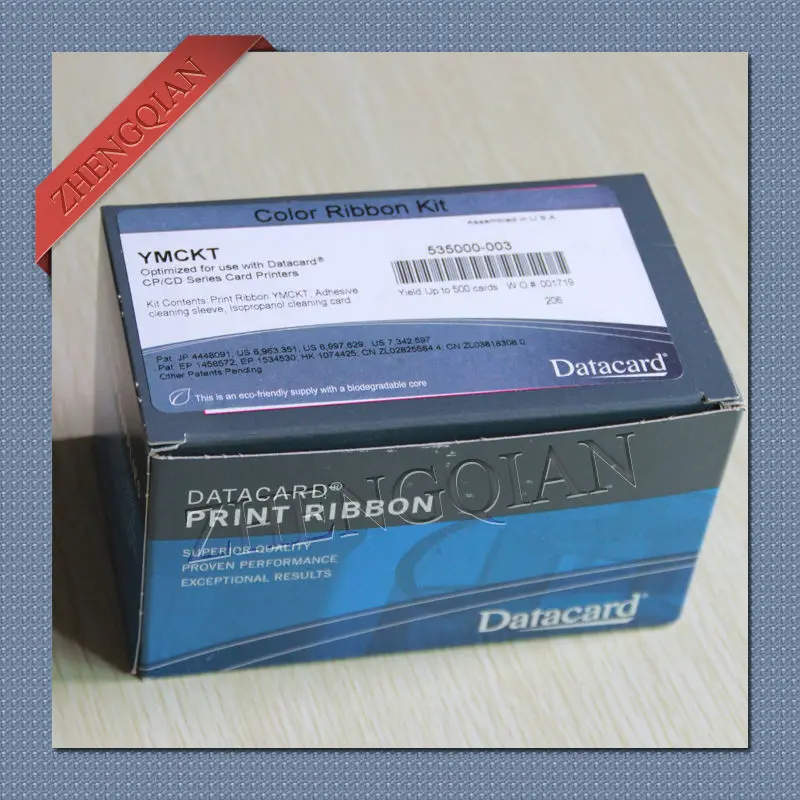 ZHENGQIAN
Color Ribbon Kit
Assembled in U.S.A
YMCKT
Optimized for use with Datacard®
CP/CD Series Card Printers
Kit Contents: Print Ribbon YMCKT, Adhesive
cleaning sleeve, Isopropanol cleaning card
535000-003
Yield Up to 500 cards W.O.# 001719
206
Pat. JP 4448091, US 6,963,351, US 6,997,629, US 7,342,597
Pat. EP 1458572, EP 1534530; HK 1074425; CN ZL02825584.4; CN ZL03818308.0
Other Patents Pending
This is an eco-friendly supply with a biodegradable core
Datacard®
DATACARD®
PRINT RIBBON
ZHENGQIAN
SUPERIOR QUALITY
PROVEN PERFORMANCE
EXCEPTIONAL RESULTS
Datacard®